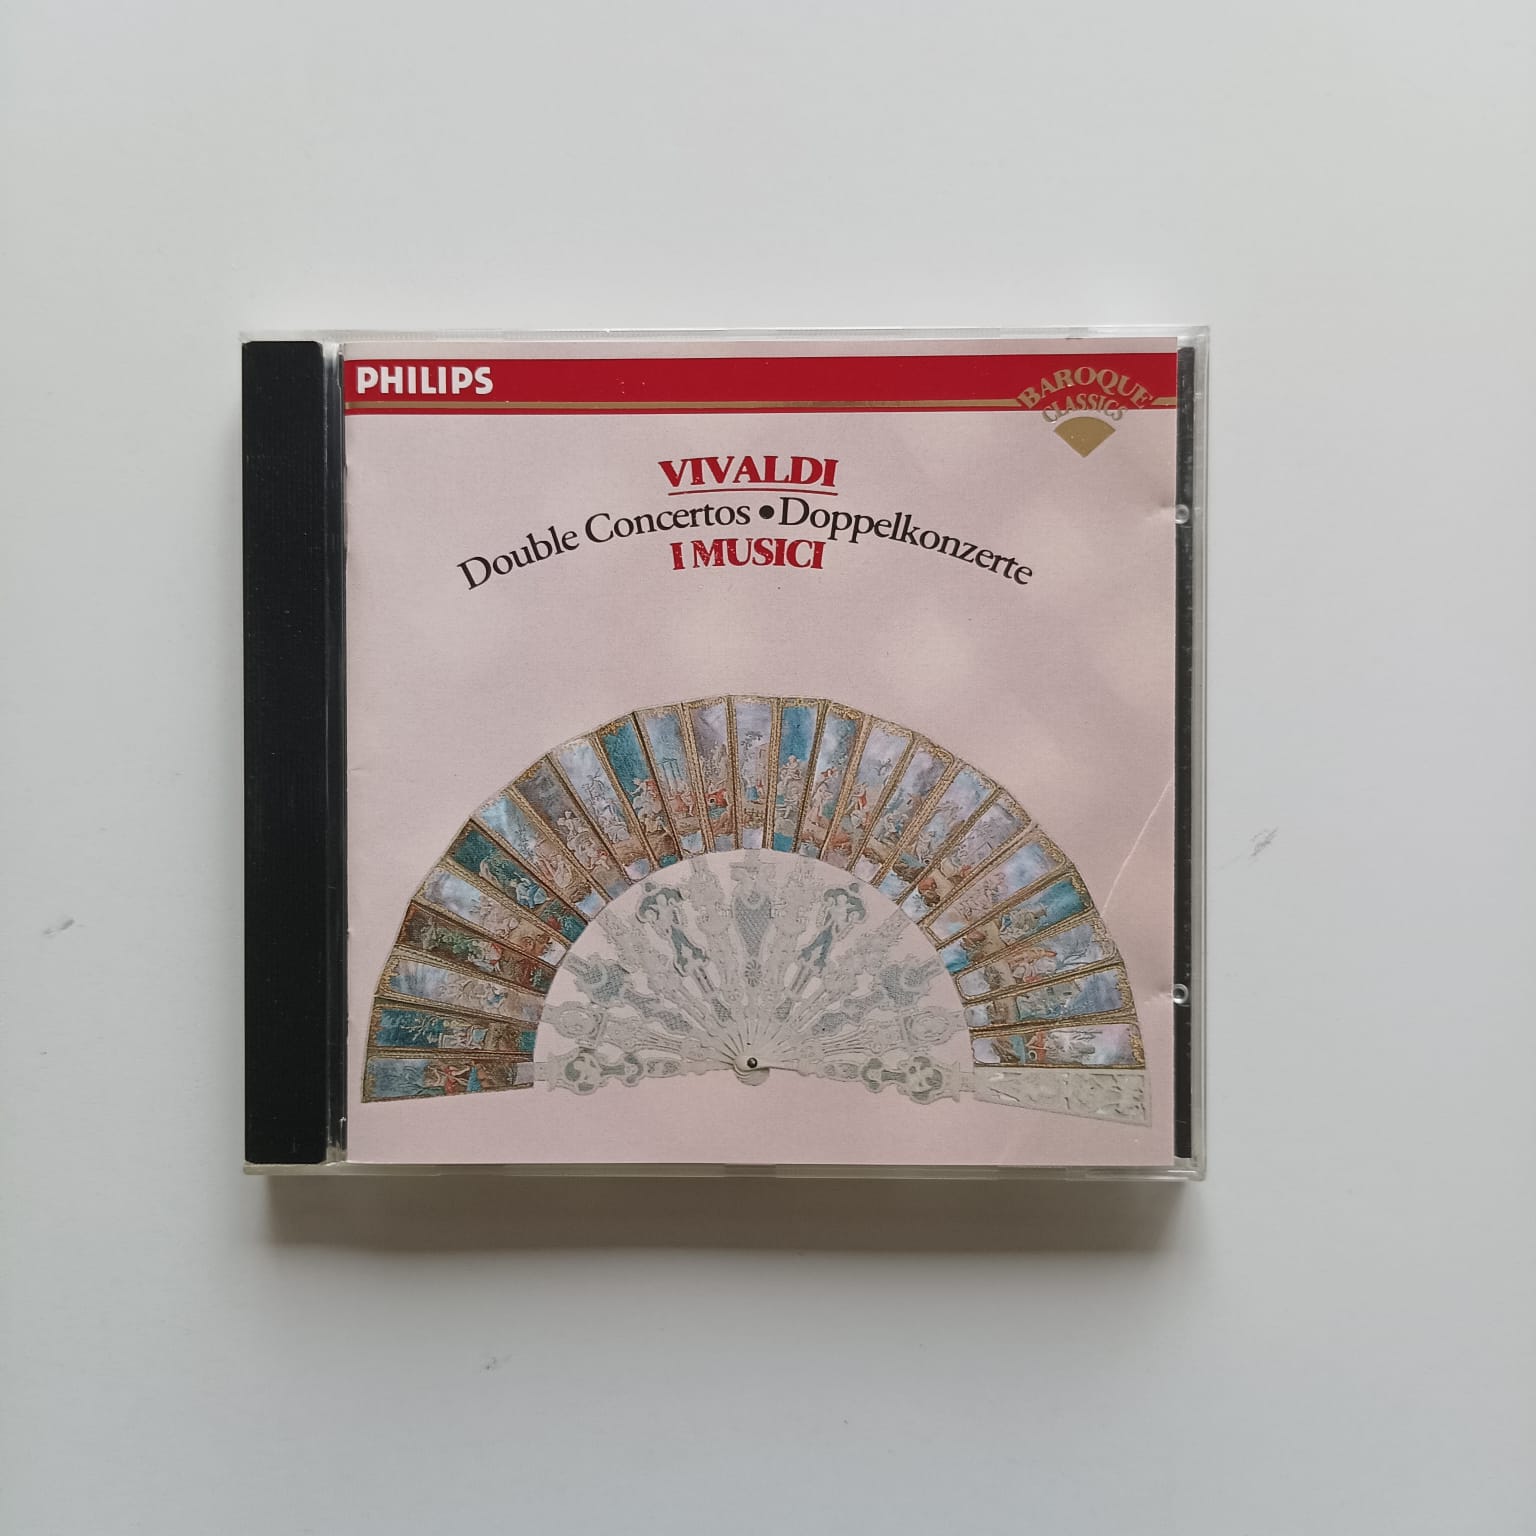 PHILIPS
BAROQUE
CLASSICS
VIVALDI
Double Concertos • Doppelkonzerte
I MUSICI